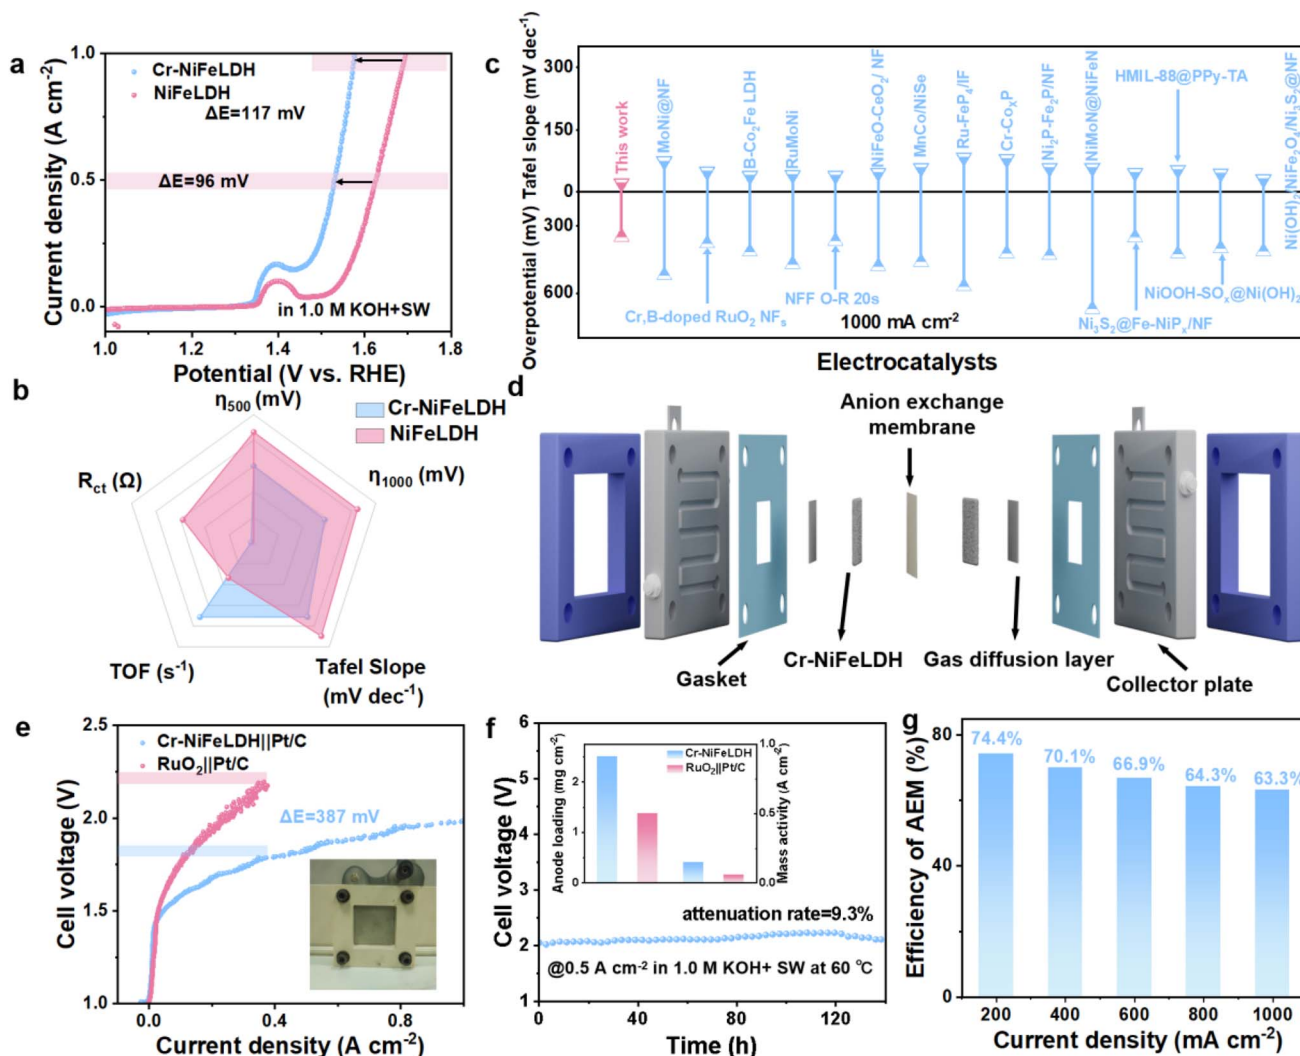 a
Current density (A cm⁻²)
1.0
0.5
0.0
Cr-NiFeLDH
NiFeLDH
ΔE=117 mV
ΔE=96 mV
in 1.0 M KOH+SW
1.0 1.2 1.4 1.6 1.8
Potential (V vs. RHE)
b
η500 (mV)
η1000 (mV)
Tafel Slope
(mV dec⁻¹)
TOF (s⁻¹)
Rct (Ω)
Cr-NiFeLDH
NiFeLDH
c
Overpotential (mV) Tafel slope (mV dec⁻¹)
300
150
0
300
600
This work
MoNi@NF
Cr,B-doped RuO₂ NFs
B-Co₂Fe LDH
RuMoNi
NFF O-R 20s
NiFeO-CeO₂/ NF
MnCo/NiSe
Ru-FeP₄/IF
Cr-CoₓP
Ni₂P-Fe₂P/NF
NiMoN@NiFeN
Ni₃S₂@Fe-NiPₓ/NF
HMIL-88@PPy-TA
NiOOH-SOₓ@Ni(OH)₂
Ni(OH)₂/NiFe₂O₄/Ni₃S₂@NF
1000 mA cm⁻²
Electrocatalysts
d
Anion exchange
membrane
Gasket
Cr-NiFeLDH
Gas diffusion layer
Collector plate
e
Cell voltage (V)
2.5
2.0
1.5
1.0
Cr-NiFeLDH||Pt/C
RuO₂||Pt/C
ΔE=387 mV
0.0 0.4 0.8
Current density (A cm⁻²)
f
Cell voltage (V)
6
5
4
3
2
1
Anode loading (mg cm⁻²)
2
1
1
0
Cr-NiFeLDH
RuO₂||Pt/C
1.0
0.5
0.0
Mass activity (A cm⁻²)
attenuation rate=9.3%
@0.5 A cm⁻² in 1.0 M KOH+ SW at 60 ℃
0 40 80 120
Time (h)
g
Efficiency of AEM (%)
80
40
0
74.4%
70.1%
66.9%
64.3%
63.3%
200 400 600 800 1000
Current density (mA cm⁻²)